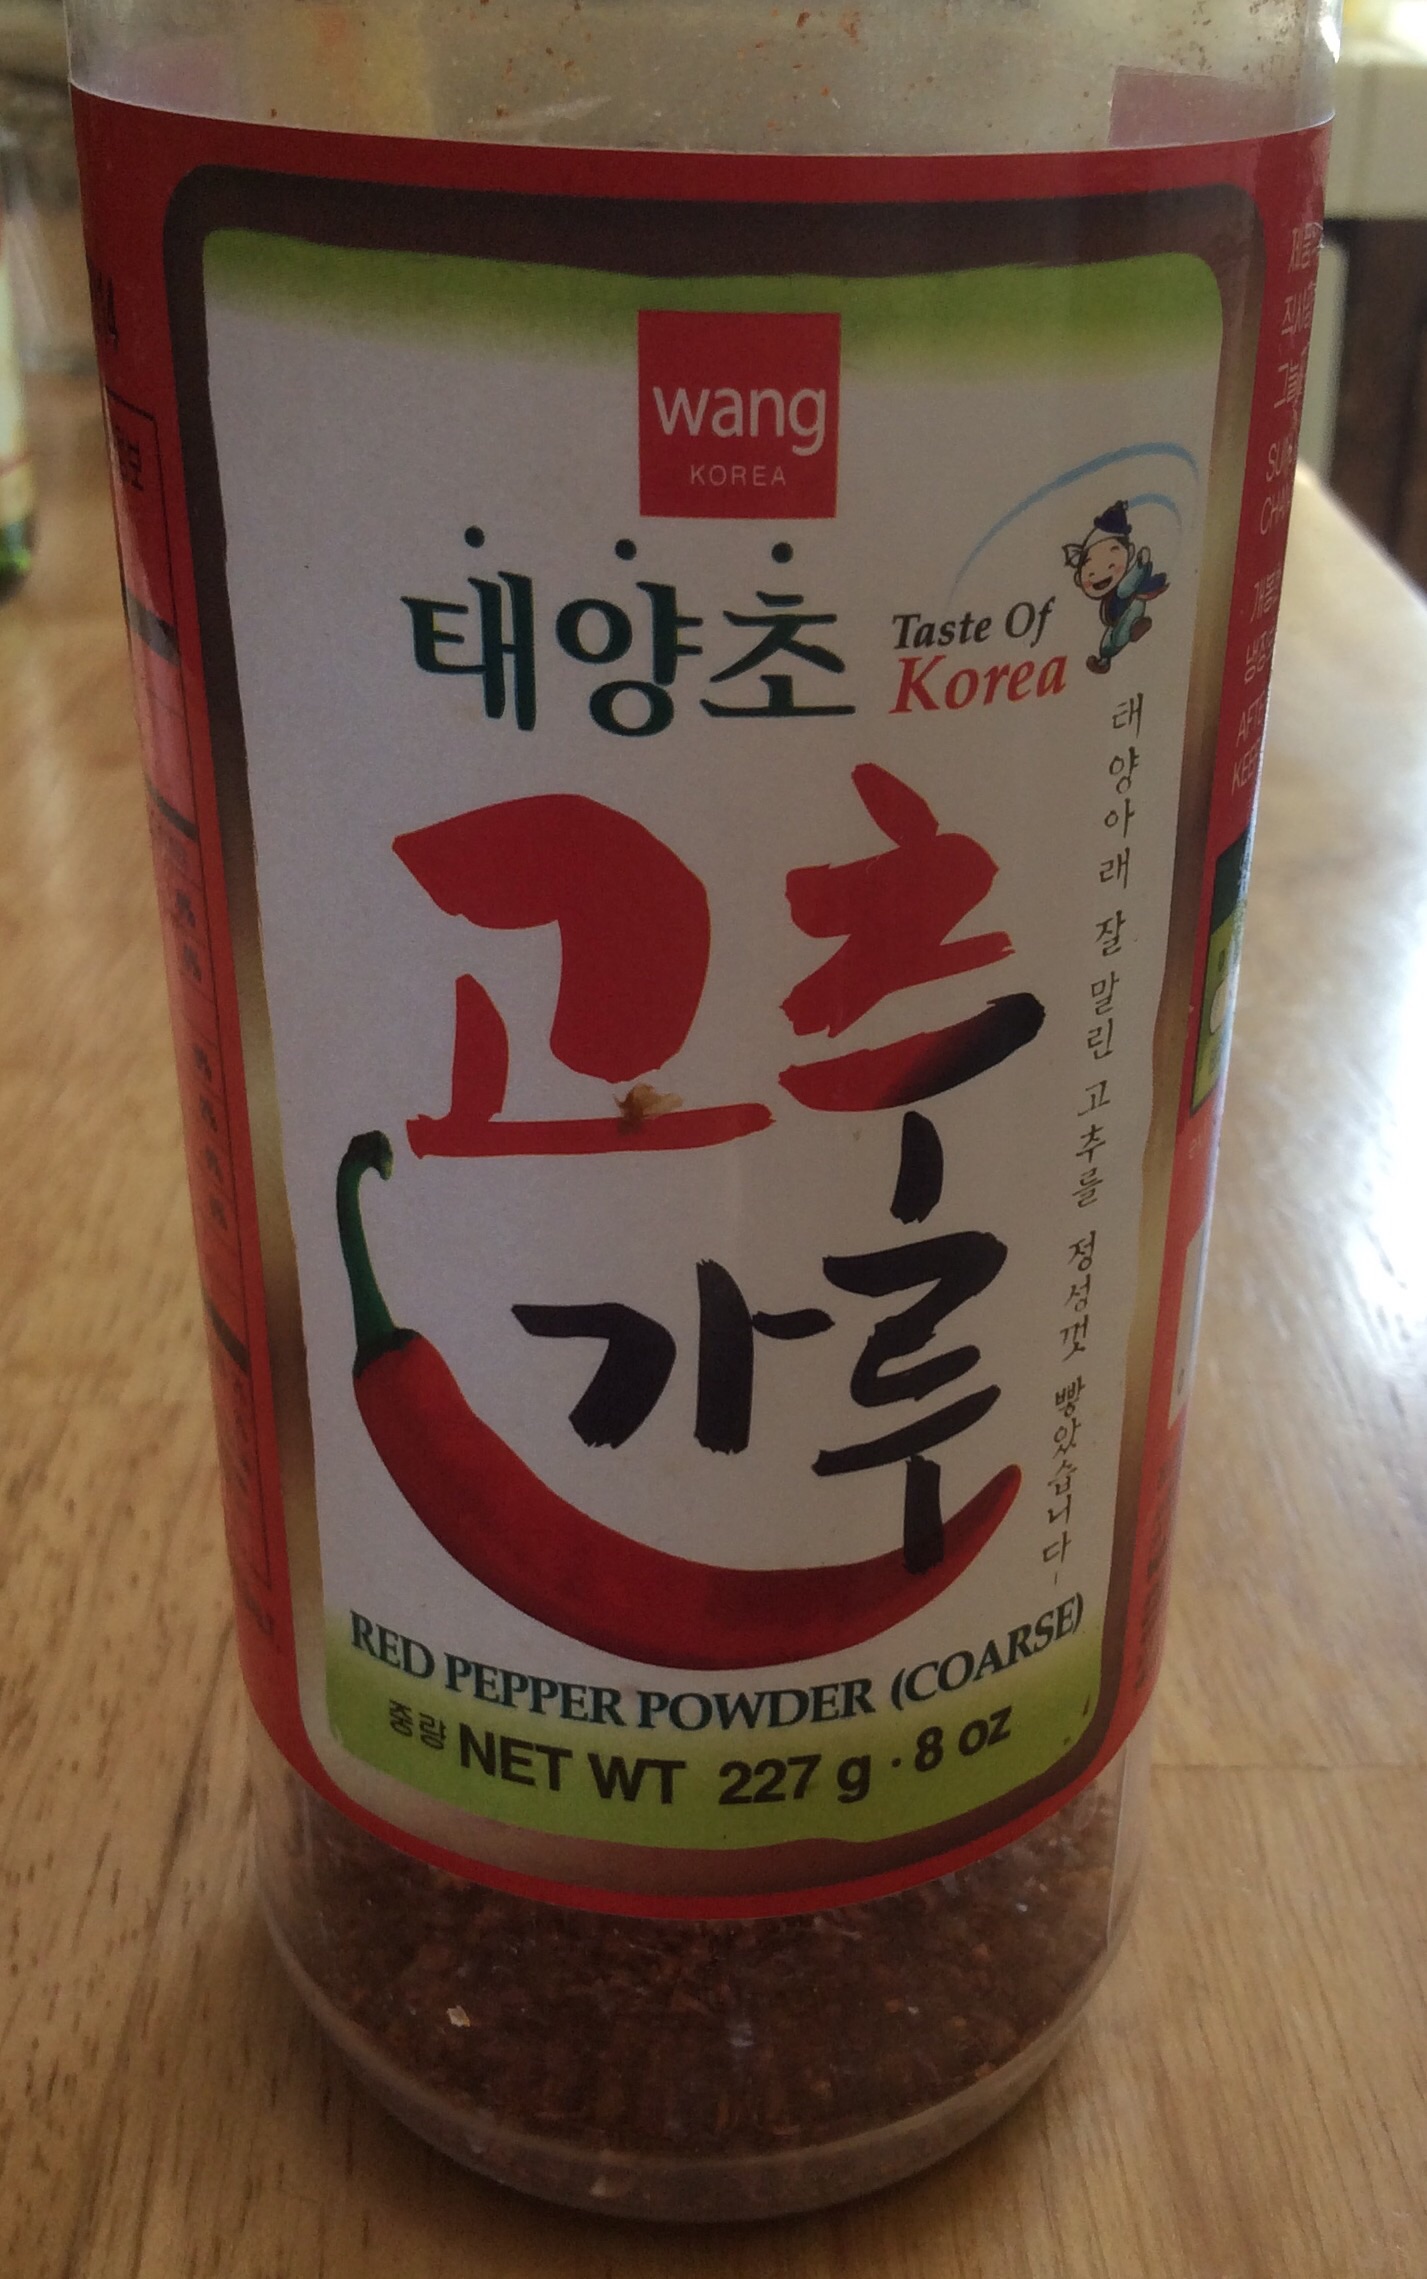 wang
KOREA
태양초
Taste Of
Korea
고추
가루
태양아래 잘 말린 고추를 정성껏 빻았습니다-
RED PEPPER POWDER (COARSE)
중량 NET WT 227 g · 8 oz